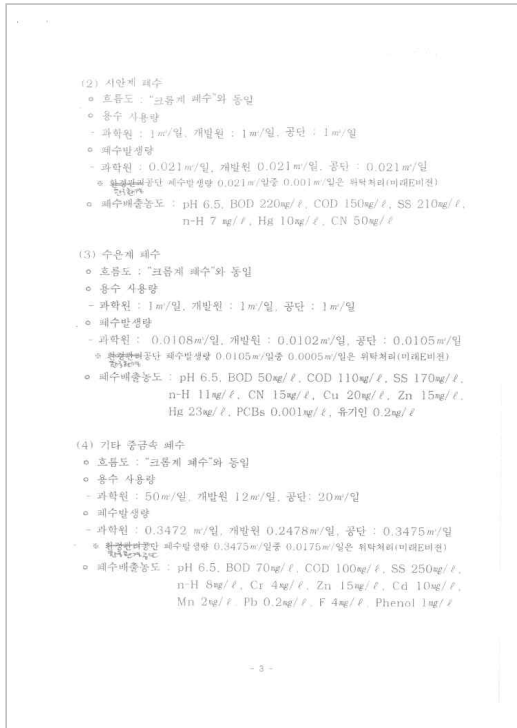 (2) 시안계 폐수
o 흐름도 : "크롬계 폐수"와 동일
o 용수 사용량
- 과학원 : 1㎥/일, 개발원 : 1㎥/일, 공단 : 1㎥/일
o 폐수발생량
- 과학원 : 0.021㎥/일, 개발원 0.021㎥/일, 공단 : 0.021㎥/일
※ 환경관리공단 폐수발생량 0.021㎥/일중 0.001㎥/일은 위탁처리(미래E비전)
o 폐수배출농도 : pH 6.5, BOD 220㎎/ℓ, COD 150㎎/ℓ, SS 210㎎/ℓ,
n-H 7 ㎎/ℓ, Hg 10㎎/ℓ, CN 50㎎/ℓ
(3) 수은계 폐수
o 흐름도 : "크롬계 폐수"와 동일
o 용수 사용량
- 과학원 : 1㎥/일, 개발원 : 1㎥/일, 공단 : 1㎥/일
o 폐수발생량
- 과학원 : 0.0108㎥/일, 개발원 : 0.0102㎥/일, 공단 : 0.0105㎥/일
※ 환경관리공단 폐수발생량 0.0105㎥/일중 0.0005㎥/일은 위탁처리(미래E비전)
o 폐수배출농도 : pH 6.5, BOD 50㎎/ℓ, COD 110㎎/ℓ, SS 170㎎/ℓ,
n-H 11㎎/ℓ, CN 15㎎/ℓ, Cu 20㎎/ℓ, Zn 15㎎/ℓ,
Hg 23㎎/ℓ, PCBs 0.001㎎/ℓ, 유기인 0.2㎎/ℓ
(4) 기타 중금속 폐수
o 흐름도 : "크롬계 폐수"와 동일
o 용수 사용량
- 과학원 : 50㎥/일, 개발원 12㎥/일, 공단: 20㎥/일
o 폐수발생량
- 과학원 : 0.3472 ㎥/일, 개발원 0.2478㎥/일, 공단 : 0.3475㎥/일
※ 환경관리공단 폐수발생량 0.3475㎥/일중 0.0175㎥/일은 위탁처리(미래E비전)
o 폐수배출농도 : pH 6.5, BOD 70㎎/ℓ, COD 100㎎/ℓ, SS 250㎎/ℓ,
n-H 8㎎/ℓ, Cr 4㎎/ℓ, Zn 15㎎/ℓ, Cd 10㎎/ℓ,
Mn 2㎎/ℓ, Pb 0.2㎎/ℓ, F 4㎎/ℓ, Phenol 1㎎/ℓ
- 3 -